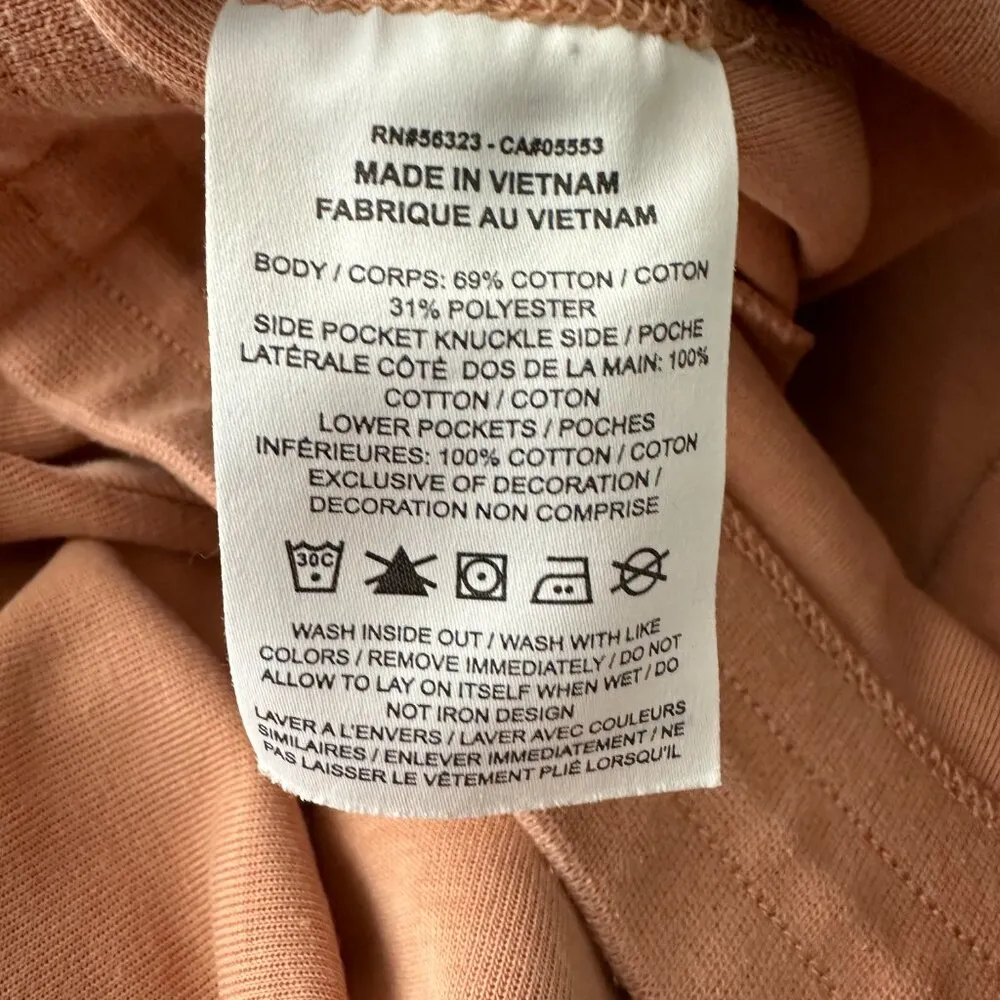 RN#56323 - CA#05553
MADE IN VIETNAM
FABRIQUE AU VIETNAM
BODY / CORPS: 69% COTTON / COTON
31% POLYESTER
SIDE POCKET KNUCKLE SIDE / POCHE
LATÉRALE CÔTÉ DOS DE LA MAIN: 100%
COTTON / COTON
LOWER POCKETS / POCHES
INFÉRIEURES: 100% COTTON / COTON
EXCLUSIVE OF DECORATION /
DECORATION NON COMPRISE
30C
WASH INSIDE OUT / WASH WITH LIKE
COLORS / REMOVE IMMEDIATELY / DO NOT
ALLOW TO LAY ON ITSELF WHEN WET / DO
NOT IRON DESIGN
LAVER A L'ENVERS / LAVER AVEC COULEURS
SIMILAIRES / ENLEVER IMMEDIATEMENT / NE
PAS LAISSER LE VÊTEMENT PLIÉ LORSQU'IL